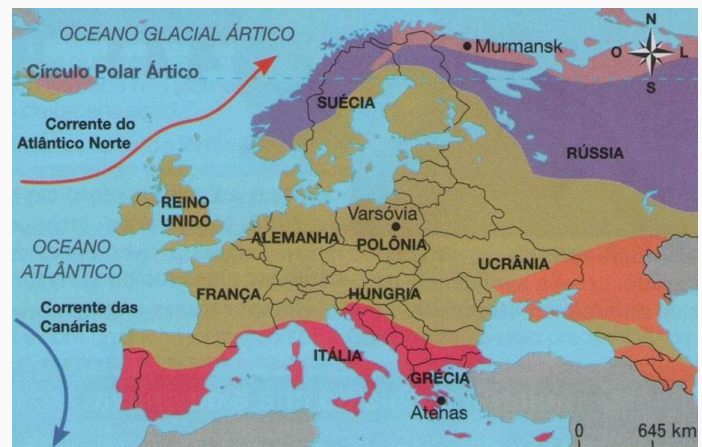 OCEANO GLACIAL ÁRTICO
N
O
L
S
Murmansk
Círculo Polar Ártico
SUÉCIA
Corrente do
Atlântico Norte
RÚSSIA
REINO
UNIDO
Varsóvia
ALEMANHA
POLÔNIA
OCEANO
ATLÂNTICO
UCRÂNIA
FRANÇA
HUNGRIA
Corrente das
Canárias
ITÁLIA
GRÉCIA
Atenas
0 645 km